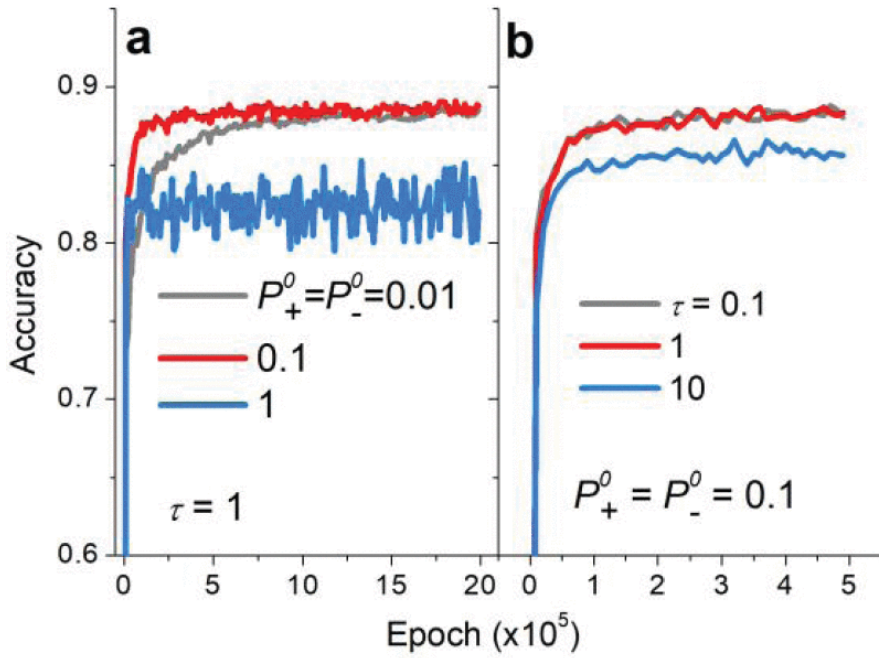 a
b
0.9
0.8
0.7
0.6
Accuracy
P⁰₊=P⁰₋=0.01
0.1
1
τ = 1
τ = 0.1
1
10
P⁰₊ = P⁰₋ = 0.1
0 5 10 15 20
0 1 2 3 4 5
Epoch (x10⁵)